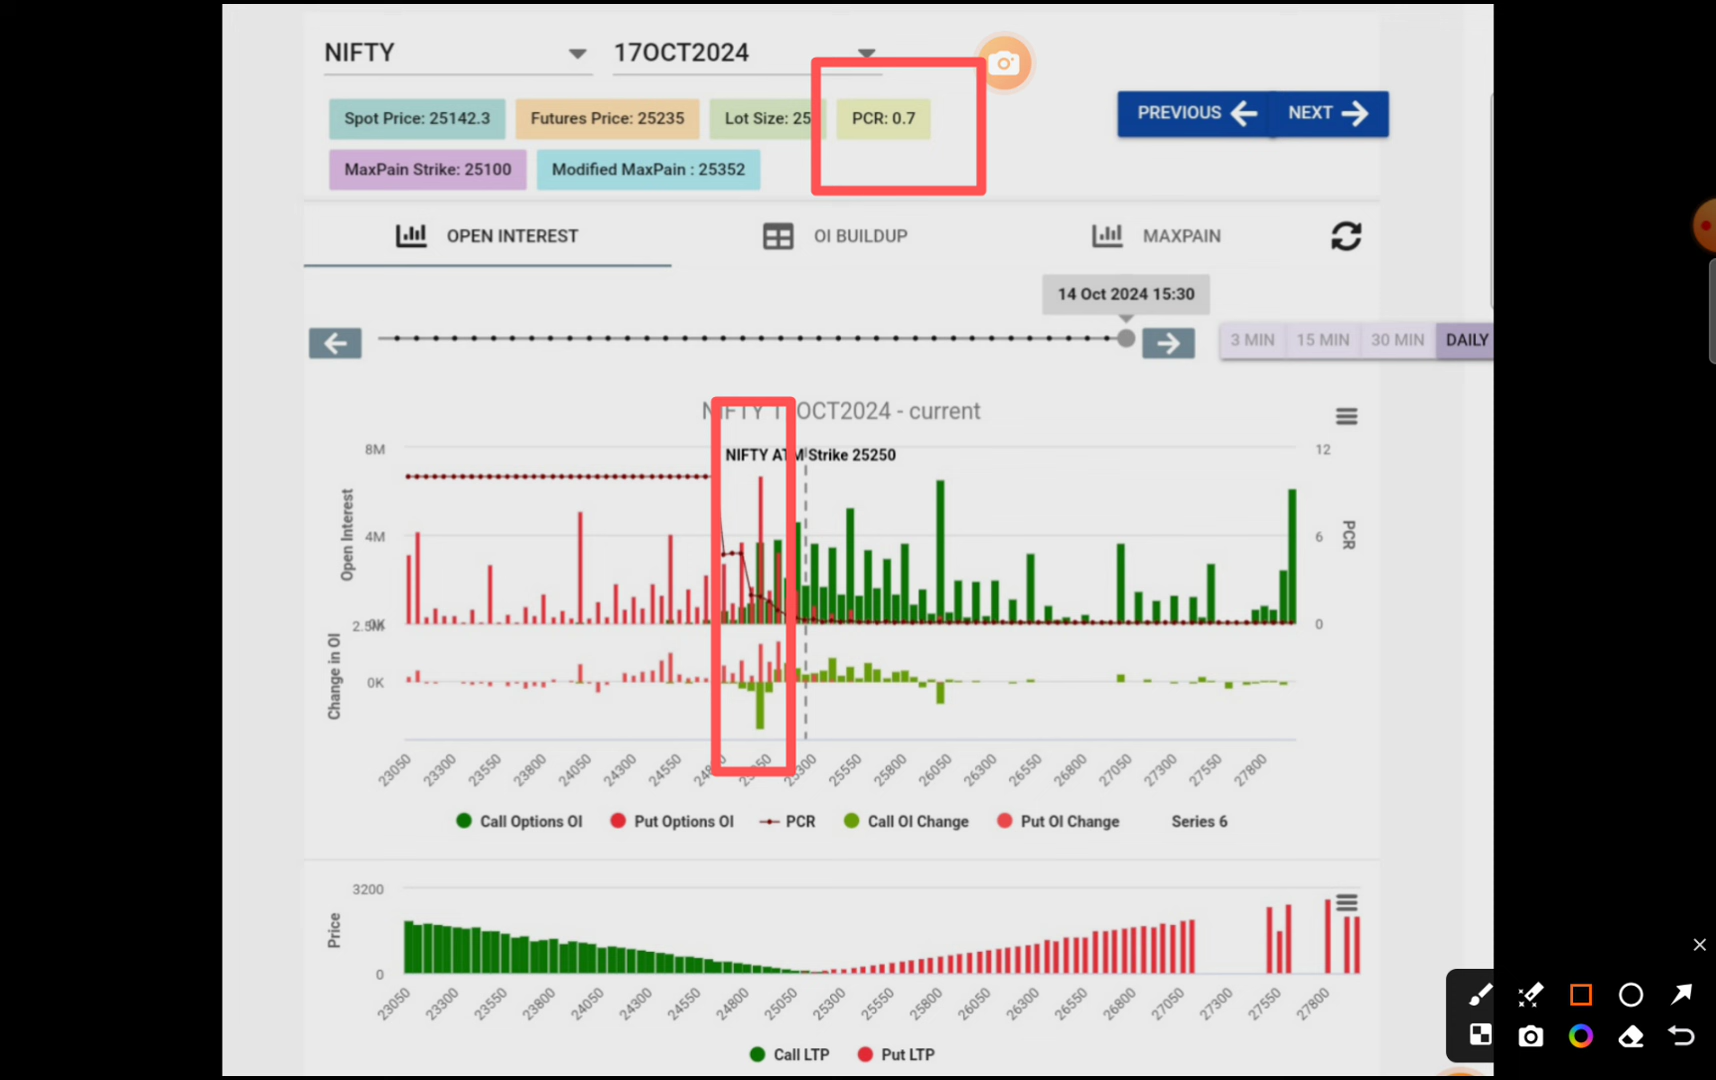 NIFTY 17OCT2024
Spot Price: 25142.3 Futures Price: 25235 Lot Size: 25 PCR: 0.7
PREVIOUS NEXT
MaxPain Strike: 25100 Modified MaxPain : 25352
OPEN INTEREST OI BUILDUP MAXPAIN
14 Oct 2024 15:30
3 MIN 15 MIN 30 MIN DAILY
OCT2024 - current
NIFTY ATM Strike 25250
8M 12
4M 6
0K 0
0K
Open Interest
PCR
Change in OI
23050 23300 23550 23800 24050 24300 24550 25300 25550 25800 26050 26300 26550 26800 27050 27300 27550 27800
Call Options OI Put Options OI PCR Call OI Change Put OI Change Series 6
3200
Price
0
23050 23300 23550 23800 24050 24300 24550 24800 25050 25300 25550 25800 26050 26300 26550 26800 27050 27300 27550 27800
Call LTP Put LTP